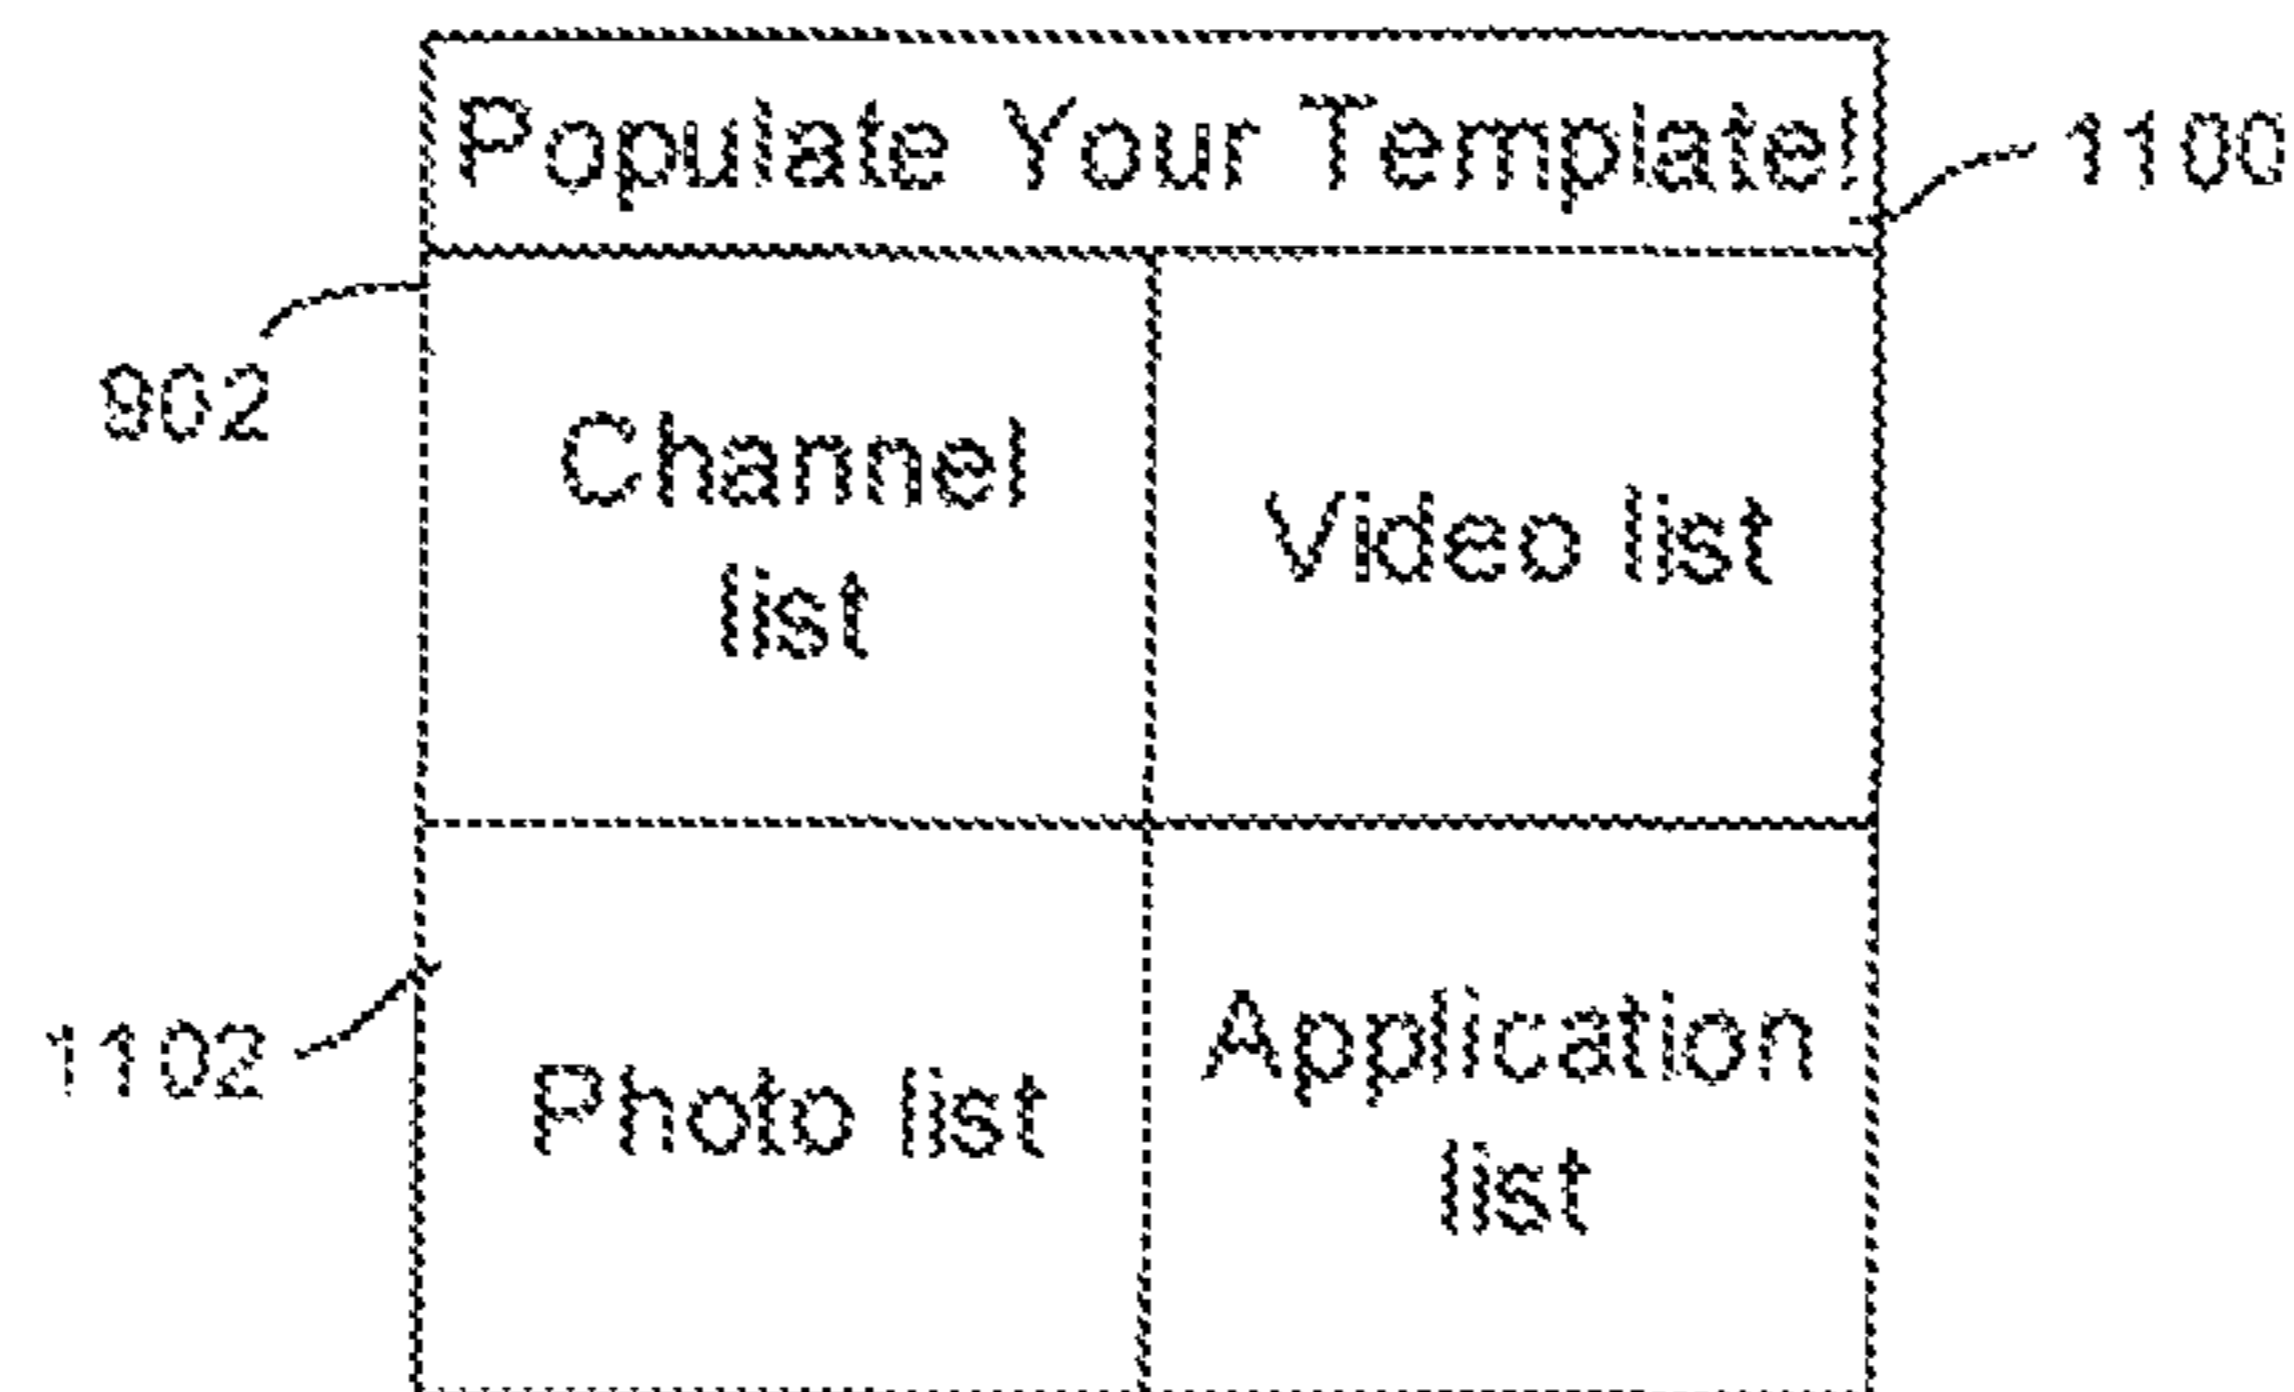 Populate Your Template!
1100
902
Channel
list
Video list
1102
Photo list
Application
list